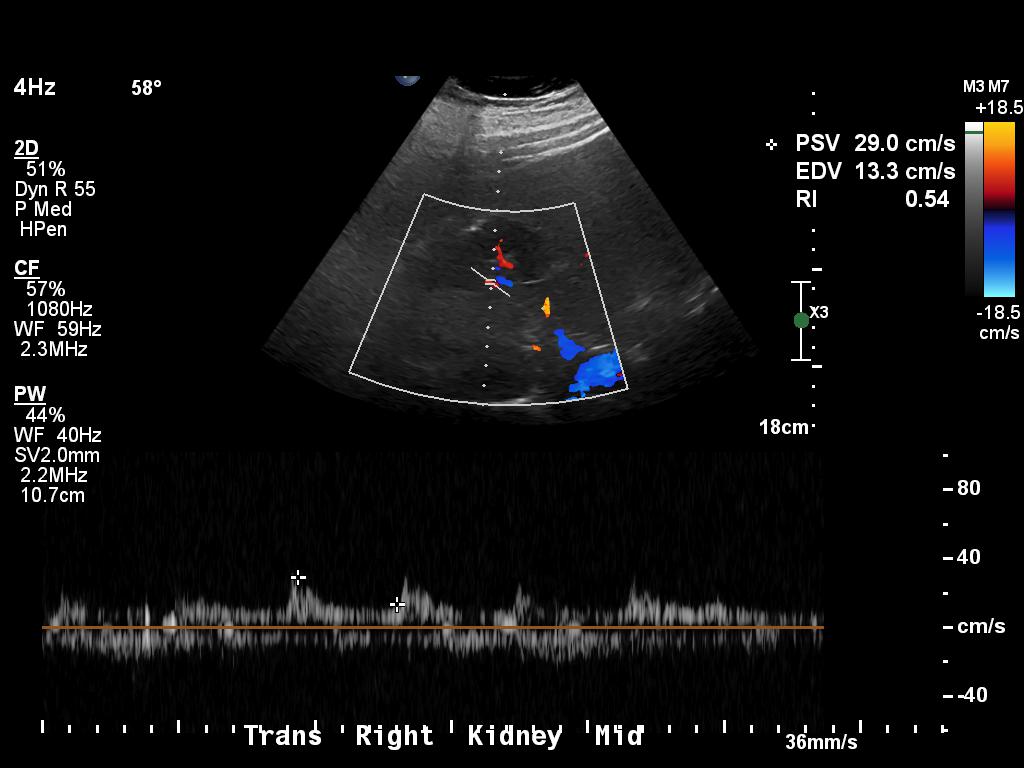 4Hz 58°
M3 M7
+18.5
PSV 29.0 cm/s
EDV 13.3 cm/s
RI 0.54
2D
51%
Dyn R 55
P Med
HPen
CF
57%
1080Hz
WF 59Hz
2.3MHz
X3
-18.5
cm/s
PW
44%
WF 40Hz
SV2.0mm
2.2MHz
10.7cm
18cm
80
40
cm/s
-40
Trans Right Kidney Mid
36mm/s